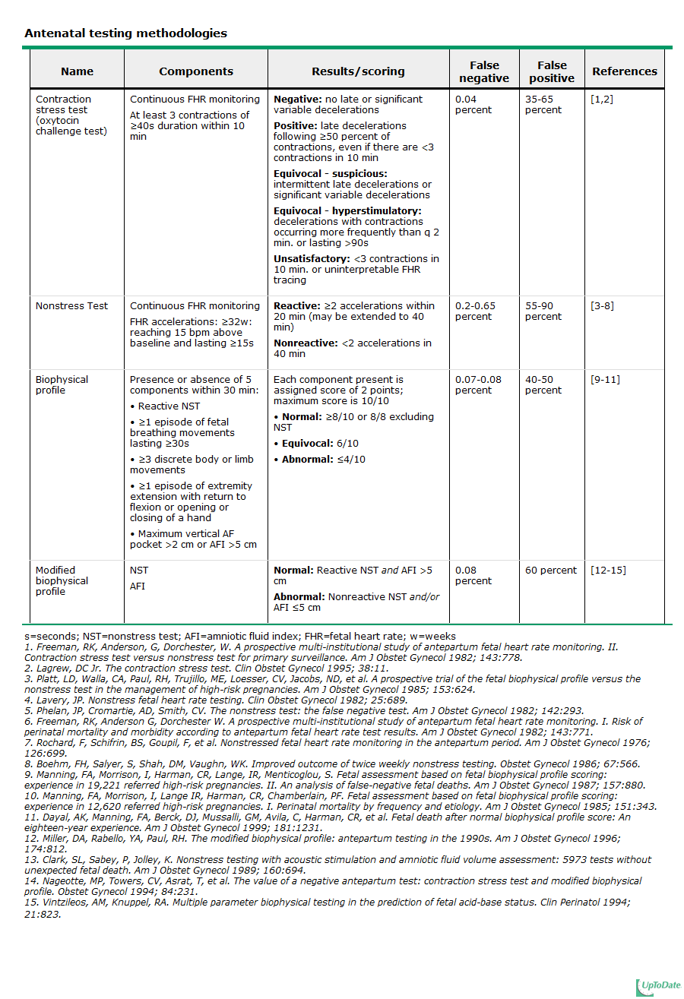 Antenatal testing methodologies
Name
Components
Results/scoring
False negative
False positive
References
Contraction
stress test
(oxytocin
challenge test)
Continuous FHR monitoring
At least 3 contractions of
≥40s duration within 10
min
Negative: no late or significant
variable decelerations
Positive: late decelerations
following ≥50 percent of
contractions, even if there are <3
contractions in 10 min
Equivocal - suspicious:
intermittent late decelerations or
significant variable decelerations
Equivocal - hyperstimulatory:
decelerations with contractions
occurring more frequently than q 2
min. or lasting >90s
Unsatisfactory: <3 contractions in
10 min. or uninterpretable FHR
tracing
0.04
percent
35-65
percent
[1,2]
Nonstress Test
Continuous FHR monitoring
FHR accelerations: ≥32w:
reaching 15 bpm above
baseline and lasting ≥15s
Reactive: ≥2 accelerations within
20 min (may be extended to 40
min)
Nonreactive: <2 accelerations in
40 min
0.2-0.65
percent
55-90
percent
[3-8]
Biophysical
profile
Presence or absence of 5
components within 30 min:
• Reactive NST
• ≥1 episode of fetal
breathing movements
lasting ≥30s
• ≥3 discrete body or limb
movements
• ≥1 episode of extremity
extension with return to
flexion or opening or
closing of a hand
• Maximum vertical AF
pocket >2 cm or AFI >5 cm
Each component present is
assigned score of 2 points;
maximum score is 10/10
• Normal: ≥8/10 or 8/8 excluding
NST
• Equivocal: 6/10
• Abnormal: ≤4/10
0.07-0.08
percent
40-50
percent
[9-11]
Modified
biophysical
profile
NST
AFI
Normal: Reactive NST and AFI >5
cm
Abnormal: Nonreactive NST and/or
AFI ≤5 cm
0.08
percent
60 percent
[12-15]
s=seconds; NST=nonstress test; AFI=amniotic fluid index; FHR=fetal heart rate; w=weeks
1. Freeman, RK, Anderson, G, Dorchester, W. A prospective multi-institutional study of antepartum fetal heart rate monitoring. II.
Contraction stress test versus nonstress test for primary surveillance. Am J Obstet Gynecol 1982; 143:778.
2. Lagrew, DC Jr. The contraction stress test. Clin Obstet Gynecol 1995; 38:11.
3. Platt, LD, Walla, CA, Paul, RH, Trujillo, ME, Loesser, CV, Jacobs, ND, et al. A prospective trial of the fetal biophysical profile versus the
nonstress test in the management of high-risk pregnancies. Am J Obstet Gynecol 1985; 153:624.
4. Lavery, JP. Nonstress fetal heart rate testing. Clin Obstet Gynecol 1982; 25:689.
5. Phelan, JP, Cromartie, AD, Smith, CV. The nonstress test: the false negative test. Am J Obstet Gynecol 1982; 142:293.
6. Freeman, RK, Anderson G, Dorchester W. A prospective multi-institutional study of antepartum fetal heart rate monitoring. I. Risk of
perinatal mortality and morbidity according to antepartum fetal heart rate test results. Am J Obstet Gynecol 1982; 143:771.
7. Rochard, F, Schifrin, BS, Goupil, F, et al. Nonstressed fetal heart rate monitoring in the antepartum period. Am J Obstet Gynecol 1976;
126:699.
8. Boehm, FH, Salyer, S, Shah, DM, Vaughn, WK. Improved outcome of twice weekly nonstress testing. Obstet Gynecol 1986; 67:566.
9. Manning, FA, Morrison, I, Harman, CR, Lange, IR, Menticoglou, S. Fetal assessment based on fetal biophysical profile scoring:
experience in 19,221 referred high-risk pregnancies. II. An analysis of false-negative fetal deaths. Am J Obstet Gynecol 1987; 157:880.
10. Manning, FA, Morrison, I, Lange IR, Harman, CR, Chamberlain, PF. Fetal assessment based on fetal biophysical profile scoring:
experience in 12,620 referred high-risk pregnancies. I. Perinatal mortality by frequency and etiology. Am J Obstet Gynecol 1985; 151:343.
11. Dayal, AK, Manning, FA, Berck, DJ, Mussalli, GM, Avila, C, Harman, CR, et al. Fetal death after normal biophysical profile score: An
eighteen-year experience. Am J Obstet Gynecol 1999; 181:1231.
12. Miller, DA, Rabello, YA, Paul, RH. The modified biophysical profile: antepartum testing in the 1990s. Am J Obstet Gynecol 1996;
174:812.
13. Clark, SL, Sabey, P, Jolley, K. Nonstress testing with acoustic stimulation and amniotic fluid volume assessment: 5973 tests without
unexpected fetal death. Am J Obstet Gynecol 1989; 160:694.
14. Nageotte, MP, Towers, CV, Asrat, T, et al. The value of a negative antepartum test: contraction stress test and modified biophysical
profile. Obstet Gynecol 1994; 84:231.
15. Vintzileos, AM, Knuppel, RA. Multiple parameter biophysical testing in the prediction of fetal acid-base status. Clin Perinatol 1994;
21:823.
UpToDate